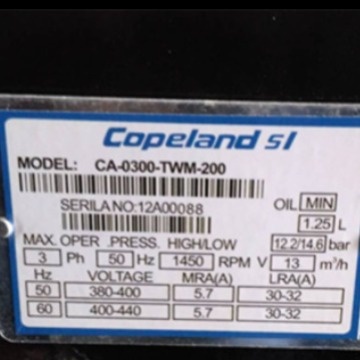 Copeland SI
MODEL: CA-0300-TWM-200
SERILA NO:12A00088
OIL MIN
1.25 L
MAX. OPER .PRESS. HIGH/LOW 12.2/14.6 bar
3 Ph 50 Hz 1450 RPM V 13 m³/h
Hz VOLTAGE MRA(A) LRA(A)
50 380-400 5.7 30-32
60 400-440 5.7 30-32